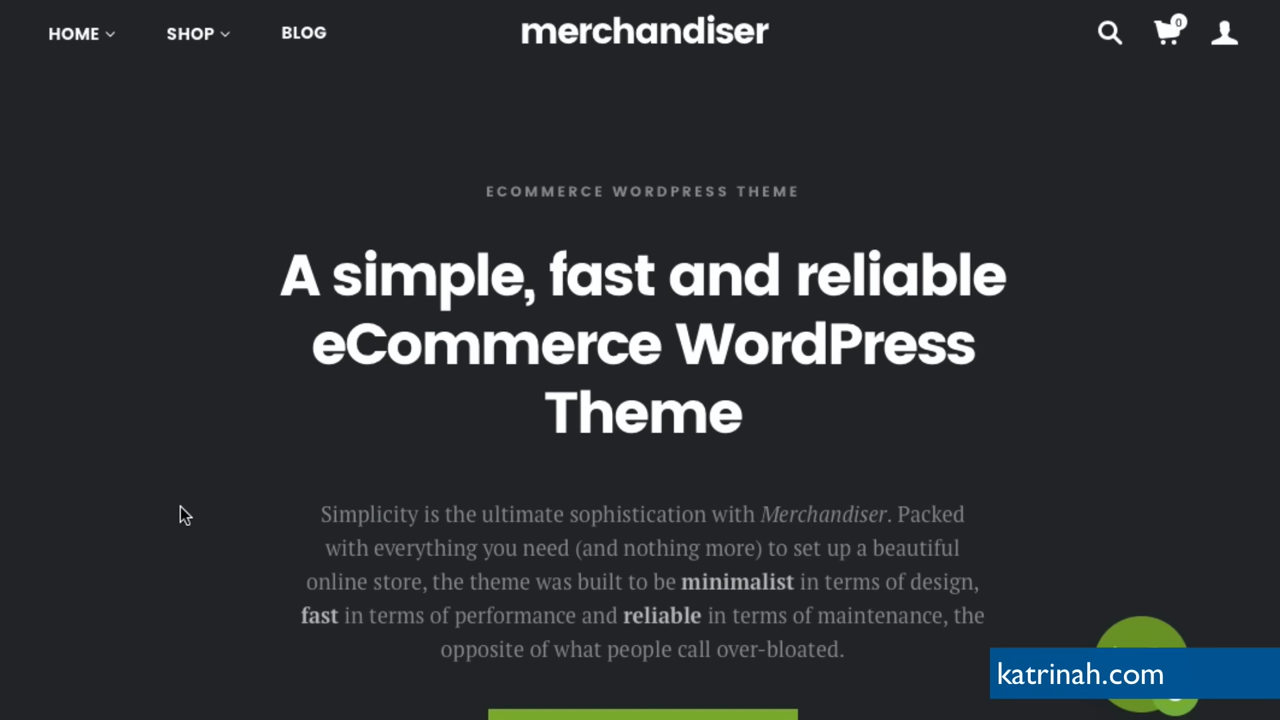 HOME
SHOP
BLOG
merchandiser
0
ECOMMERCE WORDPRESS THEME
A simple, fast and reliable
eCommerce WordPress
Theme
Simplicity is the ultimate sophistication with Merchandiser. Packed
with everything you need (and nothing more) to set up a beautiful
online store, the theme was built to be minimalist in terms of design,
fast in terms of performance and reliable in terms of maintenance, the
opposite of what people call over-bloated.
katrinah.com